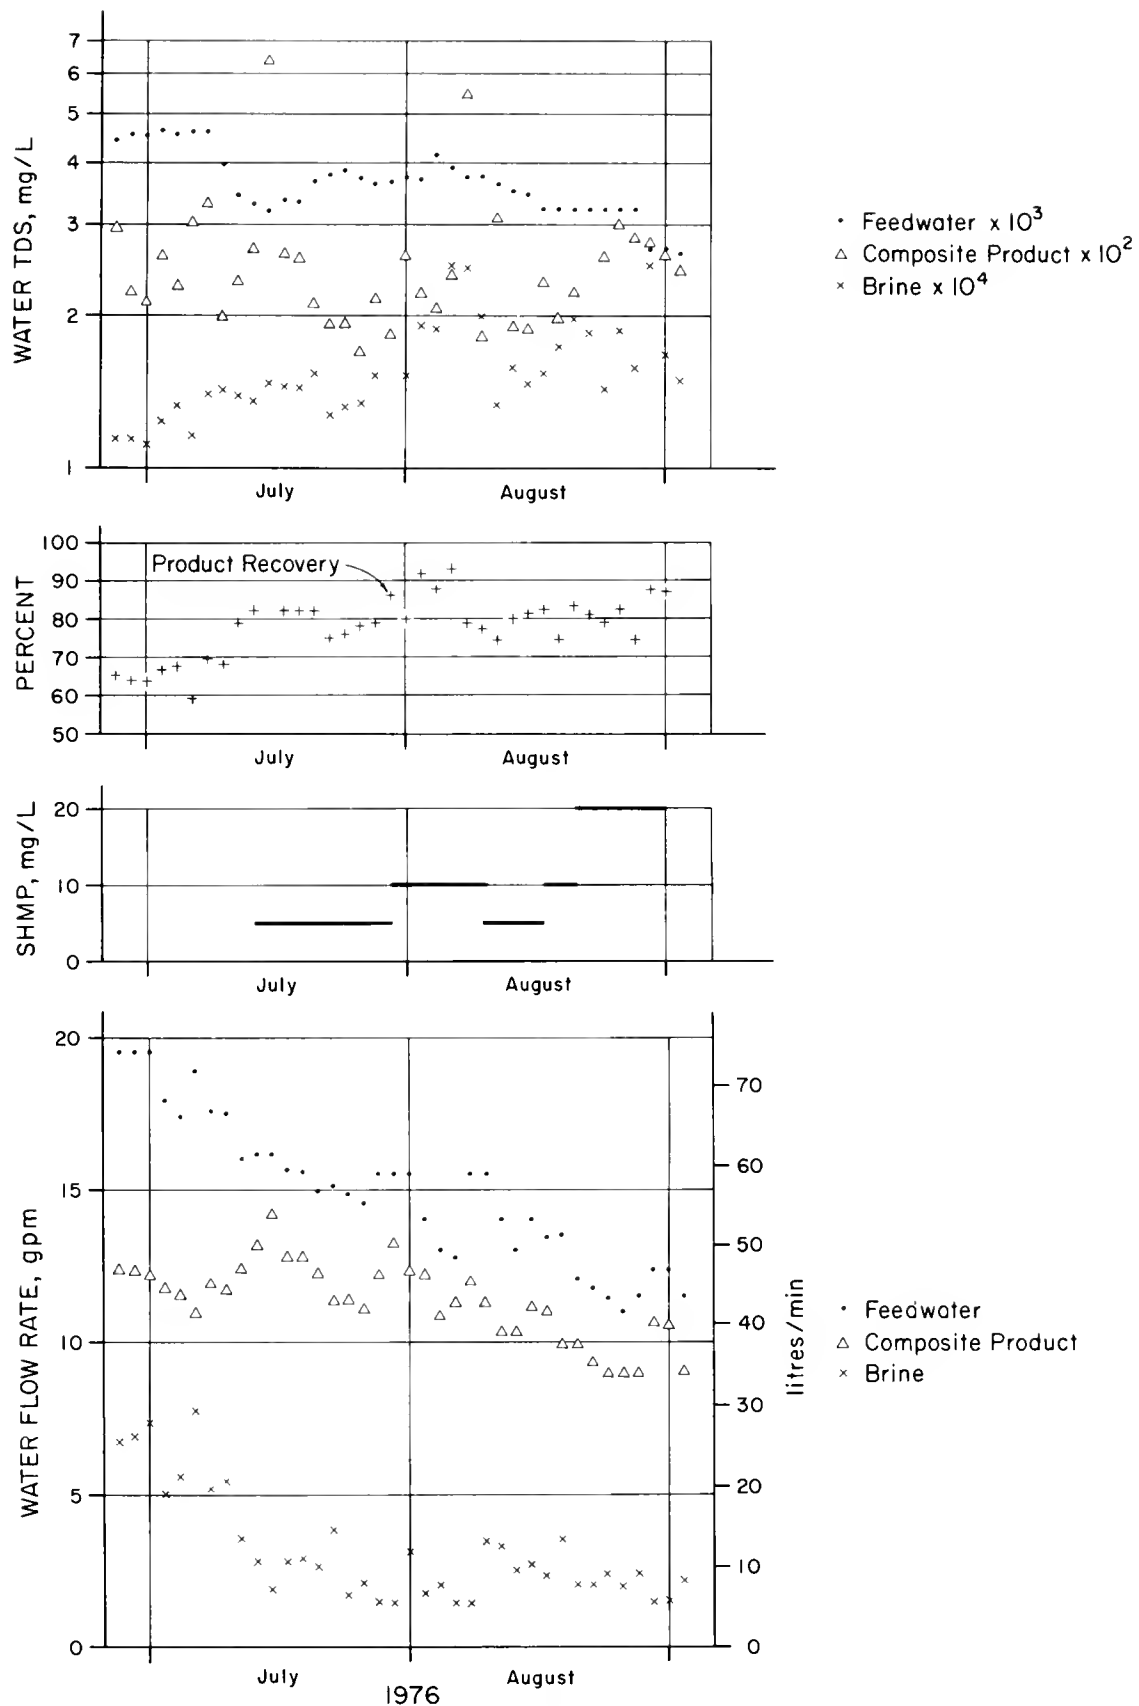 7
6
5
4
3
2
1
WATER TDS, mg/L
July
August
• Feedwater x 10³
△ Composite Product x 10²
× Brine x 10⁴
100
90
80
70
60
50
PERCENT
Product Recovery
July
August
20
10
0
SHMP, mg/L
July
August
20
15
10
5
0
WATER FLOW RATE, gpm
70
60
50
40
30
20
10
0
litres/min
• Feedwater
△ Composite Product
× Brine
July
August
1976